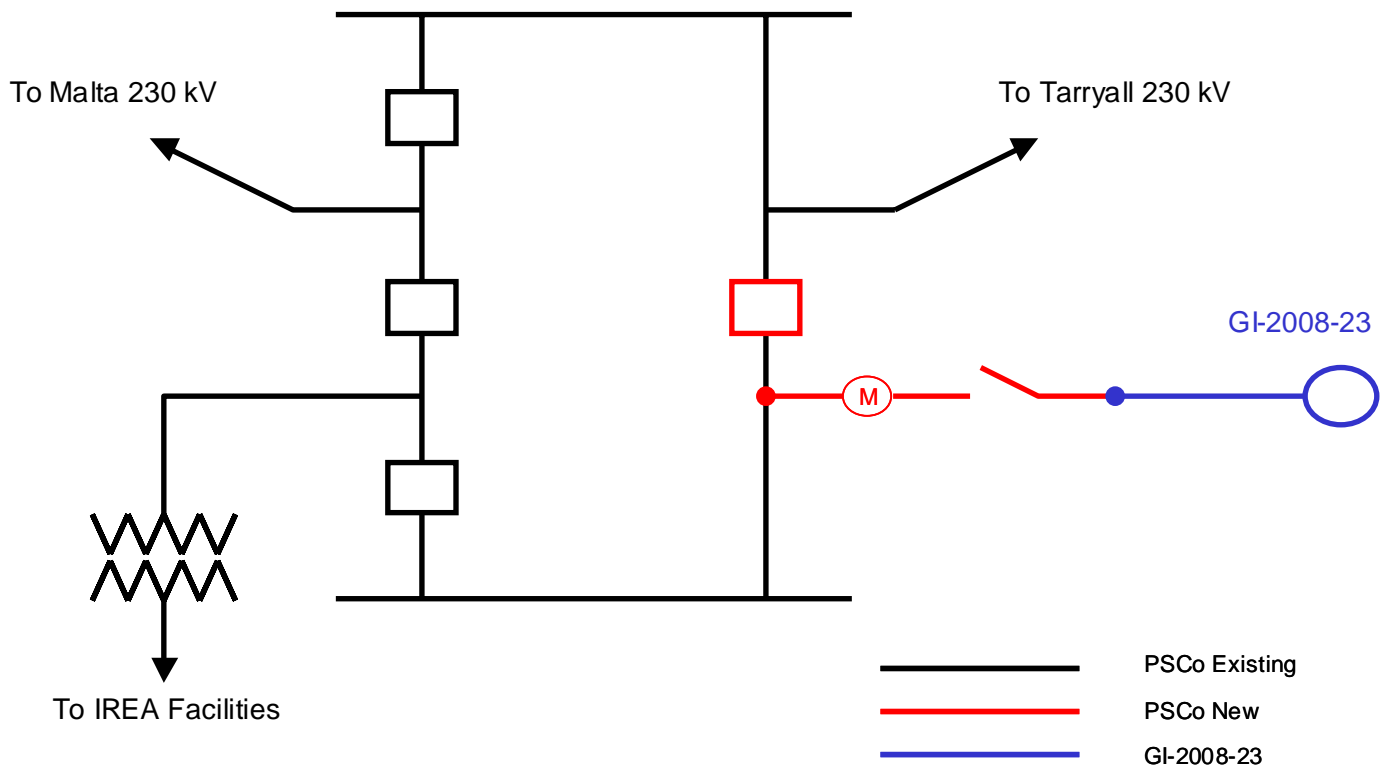 To Malta 230 kV
To Tarryall 230 kV
GI-2008-23
M
To IREA Facilities
PSCo Existing
PSCo New
GI-2008-23